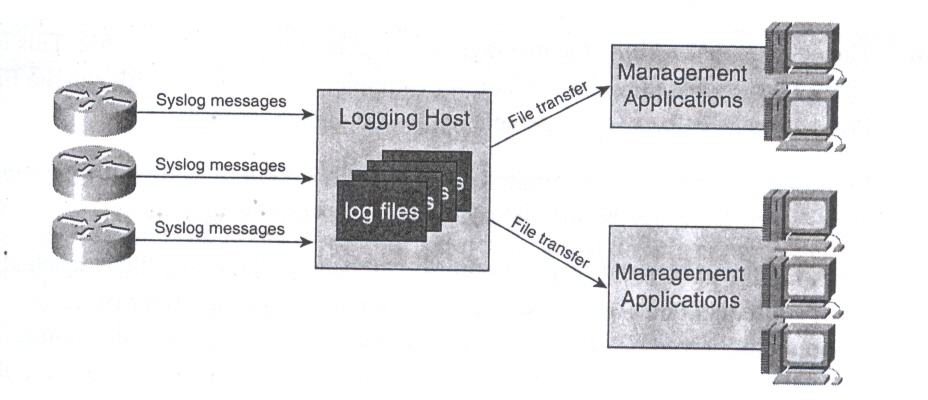 Syslog messages
Syslog messages
Syslog messages
Logging Host
log files
s
s
s
File transfer
File transfer
Management
Applications
Management
Applications